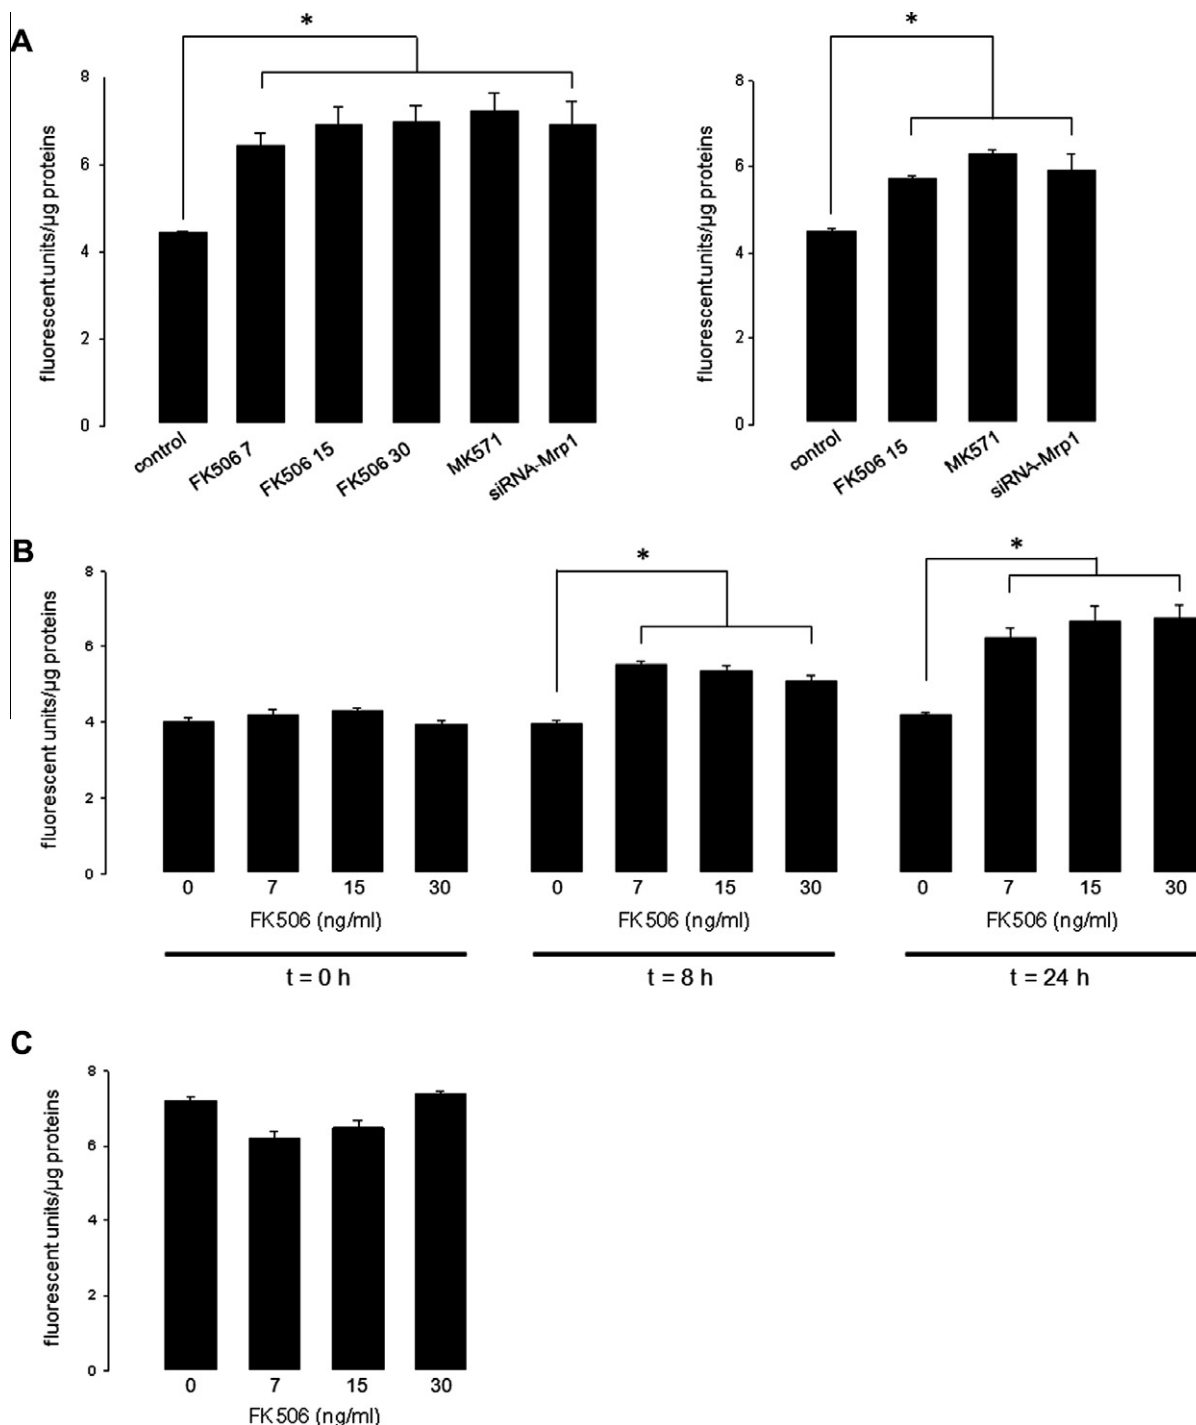 A
*
*
fluorescent units/µg proteins
8
6
4
2
0
control
FK506 7
FK506 15
FK506 30
MK571
siRNA-Mrp1
fluorescent units/µg proteins
8
6
4
2
0
control
FK506 15
MK571
siRNA-Mrp1
B
*
*
fluorescent units/µg proteins
8
6
4
2
0
0 7 15 30 0 7 15 30 0 7 15 30
FK506 (ng/ml) FK506 (ng/ml) FK506 (ng/ml)
t = 0 h t = 8 h t = 24 h
C
fluorescent units/µg proteins
8
6
4
2
0
0 7 15 30
FK506 (ng/ml)